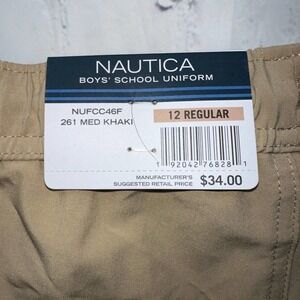 NAUTICA
BOYS' SCHOOL UNIFORM
NUFCC46F
261 MED KHAKI
12 REGULAR
1 92042 76828 1
MANUFACTURER'S
SUGGESTED RETAIL PRICE $34.00